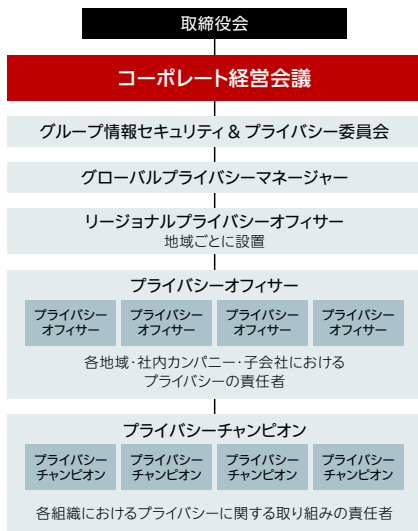 取締役会
コーポレート経営会議
グループ情報セキュリティ & プライバシー委員会
グローバルプライバシーマネージャー
リージョナルプライバシーオフィサー
地域ごとに設置
プライバシーオフィサー
プライバシー プライバシー プライバシー プライバシー
オフィサー オフィサー オフィサー オフィサー
各地域・社内カンパニー・子会社における
プライバシーの責任者
プライバシーチャンピオン
プライバシー プライバシー プライバシー プライバシー
チャンピオン チャンピオン チャンピオン チャンピオン
各組織におけるプライバシーに関する取り組みの責任者